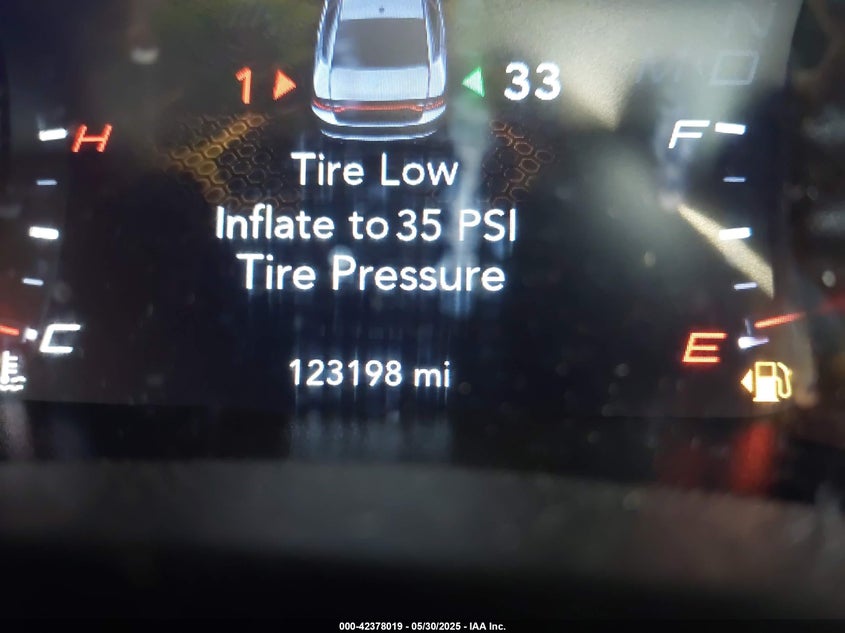 1 33
H F
Tire Low
Inflate to 35 PSI
Tire Pressure
C E
123198 mi
000-42378019 - 05/30/2025 - IAA Inc.